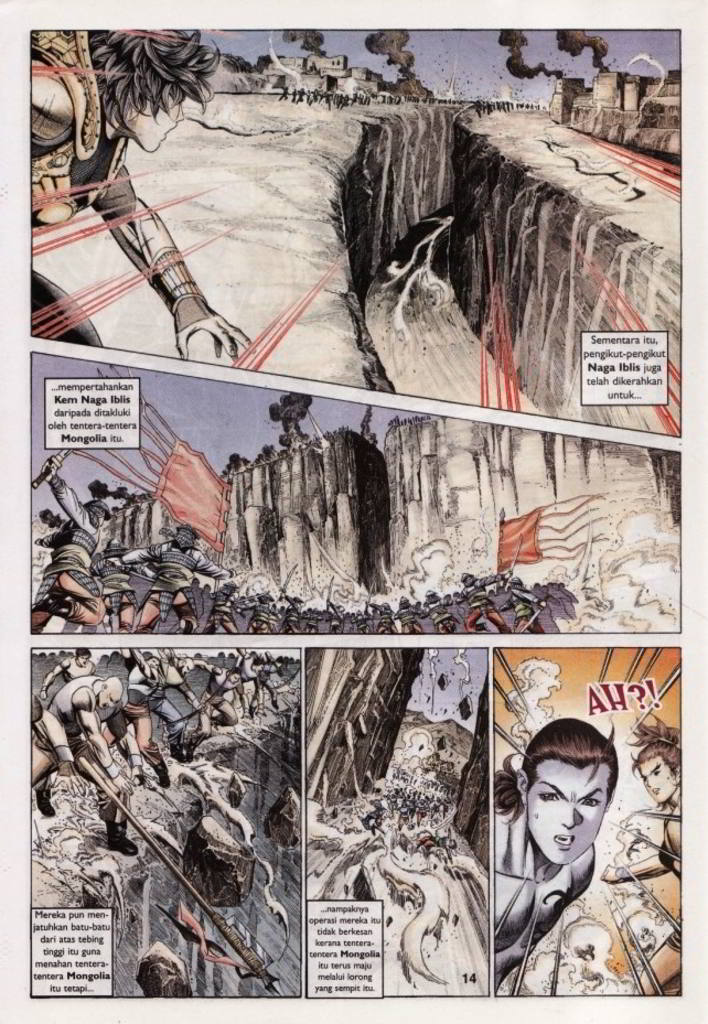 Sementara itu,
pengikut-pengikut
Naga Iblis juga
telah dikerahkan
untuk...
...mempertahankan
Kem Naga Iblis
daripada ditakluki
oleh tentera-tentera
Mongolia itu.
Mereka pun men-
jatuhkan batu-batu
dari atas tebing
tinggi itu guna
menahan tentera-
tentera Mongolia
itu tetapi...
...nampaknya
operasi mereka itu
tidak berkesan
kerana tentera-
tentera Mongolia
itu terus maju
melalui lorong
yang sempit itu.
14
AH?!